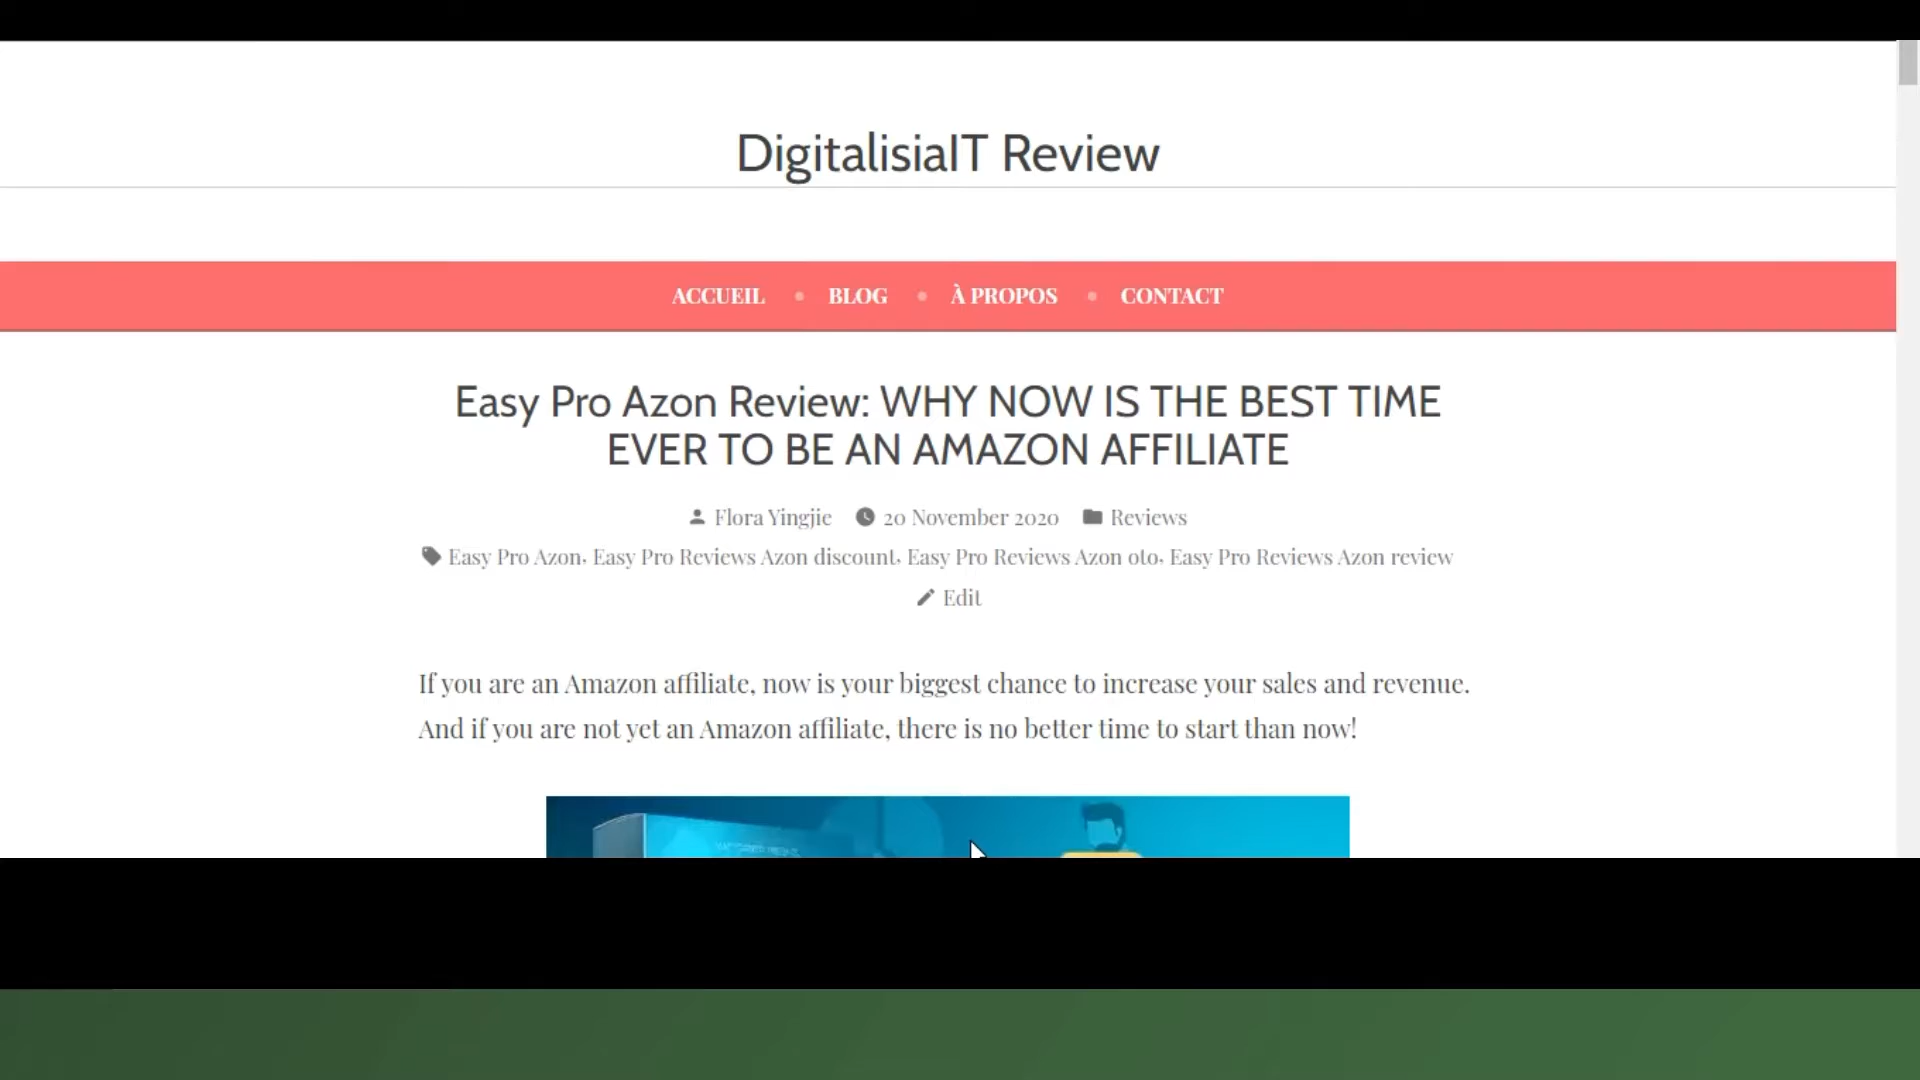 DigitalisiaIT Review
ACCUEIL • BLOG • À PROPOS • CONTACT
Easy Pro Azon Review: WHY NOW IS THE BEST TIME
EVER TO BE AN AMAZON AFFILIATE
Flora Yingjie 20 November 2020 Reviews
Easy Pro Azon, Easy Pro Reviews Azon discount, Easy Pro Reviews Azon oto, Easy Pro Reviews Azon review
Edit
If you are an Amazon affiliate, now is your biggest chance to increase your sales and revenue.
And if you are not yet an Amazon affiliate, there is no better time to start than now!